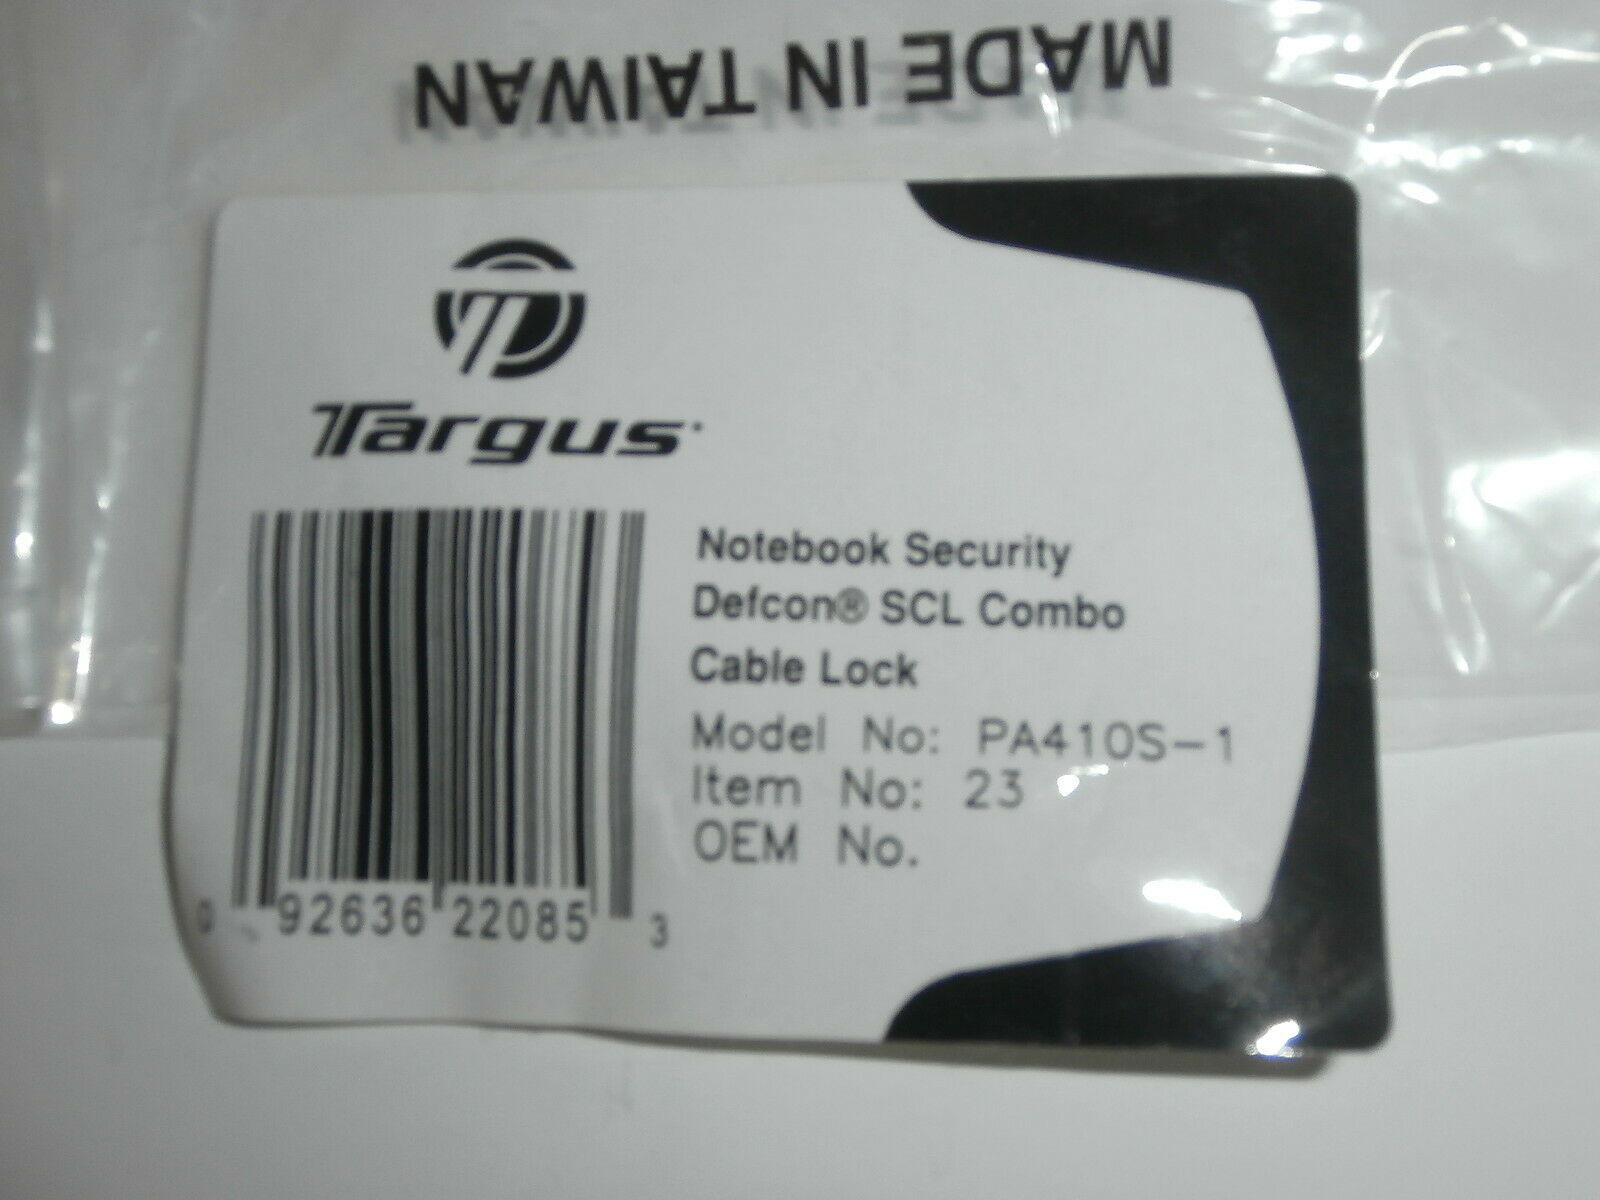 MADE IN TAIWAN
Targus
Notebook Security
Defcon® SCL Combo
Cable Lock
Model No: PA410S-1
Item No: 23
OEM No.
0 92636 22085 3